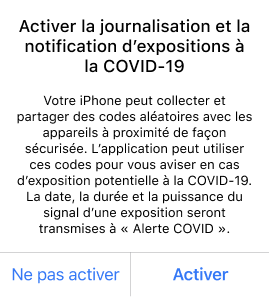 Activer la journalisation et la
notification d’expositions à
la COVID-19
Votre iPhone peut collecter et
partager des codes aléatoires avec les
appareils à proximité de façon
sécurisée. L’application peut utiliser
ces codes pour vous aviser en cas
d’exposition potentielle à la COVID-19.
La date, la durée et la puissance du
signal d’une exposition seront
transmises à « Alerte COVID ».
Ne pas activer
Activer